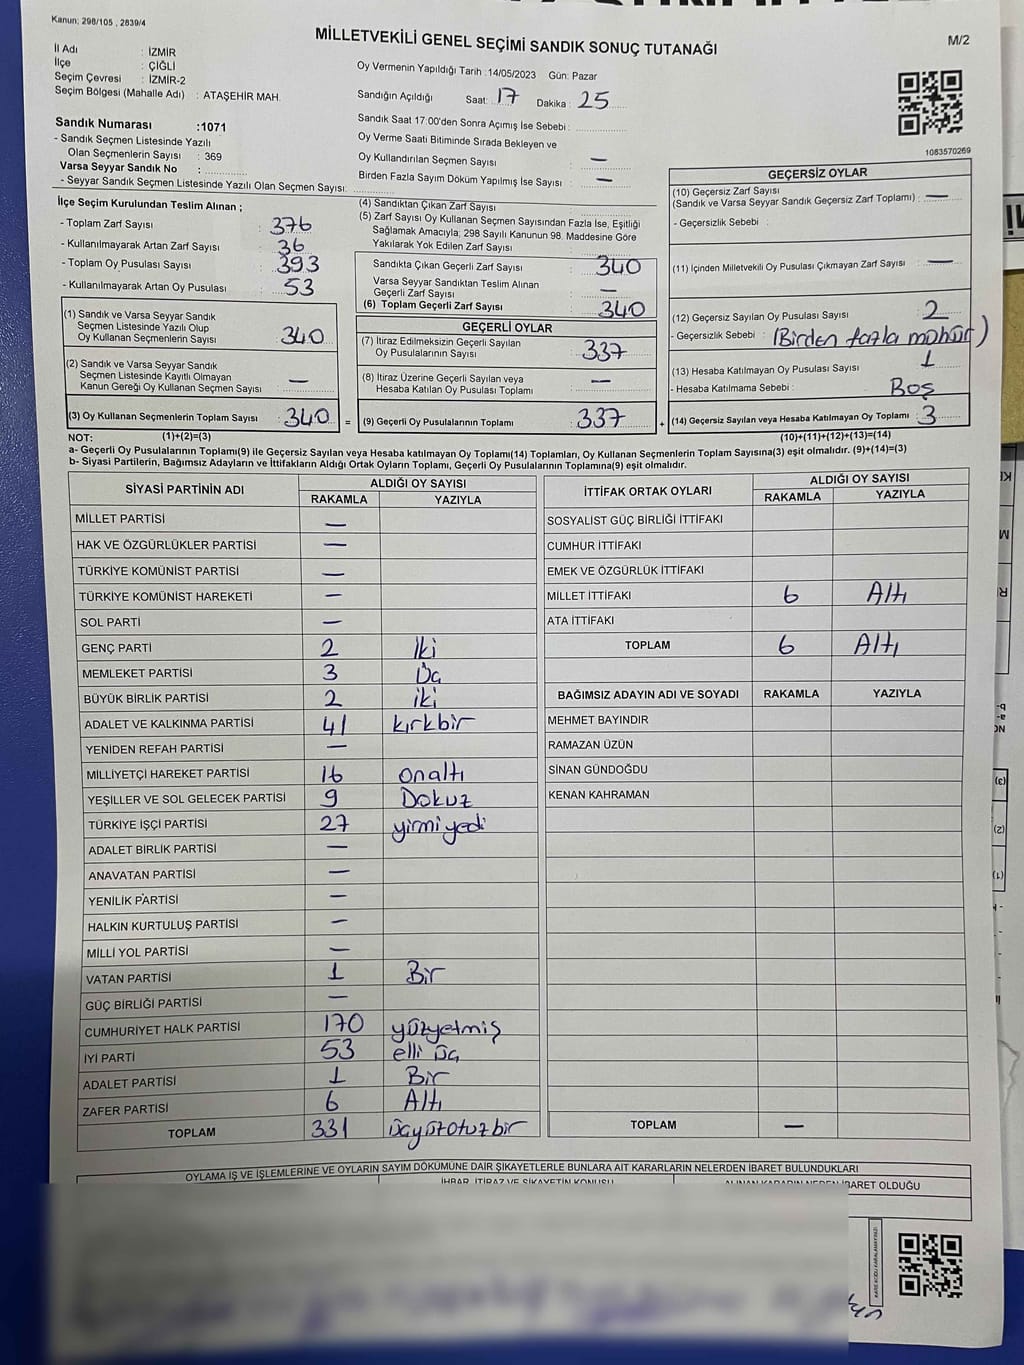 Kanun; 298/105 , 2839/4
MİLLETVEKİLİ GENEL SEÇİMİ SANDIK SONUÇ TUTANAĞI
M/2
İl Adı : İZMİR
İlçe : ÇİĞLİ
Seçim Çevresi : İZMİR-2
Seçim Bölgesi (Mahalle Adı) : ATAŞEHİR MAH.
Sandık Numarası :1071
- Sandık Seçmen Listesinde Yazılı
Olan Seçmenlerin Sayısı : 369
Varsa Seyyar Sandık No :
- Seyyar Sandık Seçmen Listesinde Yazılı Olan Seçmen Sayısı:
Oy Vermenin Yapıldığı Tarih :14/05/2023 Gün: Pazar
Sandığın Açıldığı Saat: 17 Dakika : 25
Sandık Saat 17:00'den Sonra Açımış İse Sebebi :
Oy Verme Saati Bitiminde Sırada Bekleyen ve
Oy Kullandırılan Seçmen Sayısı : —
Birden Fazla Sayım Döküm Yapılmış İse Sayısı : —
1083570269
İlçe Seçim Kurulundan Teslim Alınan ;
- Toplam Zarf Sayısı : 376
- Kullanılmayarak Artan Zarf Sayısı : 36
- Toplam Oy Pusulası Sayısı : 393
- Kullanılmayarak Artan Oy Pusulası : 53
(1) Sandık ve Varsa Seyyar Sandık
Seçmen Listesinde Yazılı Olup
Oy Kullanan Seçmenlerin Sayısı : 340
(2) Sandık ve Varsa Seyyar Sandık
Seçmen Listesinde Kayıtlı Olmayan
Kanun Gereği Oy Kullanan Seçmen Sayısı : —
(3) Oy Kullanan Seçmenlerin Toplam Sayısı : 340 =
(4) Sandıktan Çıkan Zarf Sayısı :
(5) Zarf Sayısı Oy Kullanan Seçmen Sayısından Fazla İse, Eşitliği
Sağlamak Amacıyla; 298 Sayılı Kanunun 98. Maddesine Göre
Yakılarak Yok Edilen Zarf Sayısı :
Sandıkta Çıkan Geçerli Zarf Sayısı : 340
Varsa Seyyar Sandıktan Teslim Alınan
Geçerli Zarf Sayısı : —
(6) Toplam Geçerli Zarf Sayısı : 340
GEÇERLİ OYLAR
(7) İtiraz Edilmeksizin Geçerli Sayılan
Oy Pusulalarının Sayısı : 337
(8) İtiraz Üzerine Geçerli Sayılan veya
Hesaba Katılan Oy Pusulası Toplamı : —
(9) Geçerli Oy Pusulalarının Toplamı : 337 +
GEÇERSİZ OYLAR
(10) Geçersiz Zarf Sayısı
(Sandık ve Varsa Seyyar Sandık Geçersiz Zarf Toplamı) : —
- Geçersizlik Sebebi :
(11) İçinden Milletvekili Oy Pusulası Çıkmayan Zarf Sayısı : —
(12) Geçersiz Sayılan Oy Pusulası Sayısı : 2
- Geçersizlik Sebebi : (Birden fazla mühür)
(13) Hesaba Katılmayan Oy Pusulası Sayısı : 1
- Hesaba Katılmama Sebebi : Boş
(14) Geçersiz Sayılan veya Hesaba Katılmayan Oy Toplamı : 3
NOT: (1)+(2)=(3) (10)+(11)+(12)+(13)=(14)
a- Geçerli Oy Pusulalarının Toplamı(9) ile Geçersiz Sayılan veya Hesaba katılmayan Oy Toplamı(14) Toplamları, Oy Kullanan Seçmenlerin Toplam Sayısına(3) eşit olmalıdır. (9)+(14)=(3)
b- Siyasi Partilerin, Bağımsız Adayların ve İttifakların Aldığı Ortak Oyların Toplamı, Geçerli Oy Pusulalarının Toplamına(9) eşit olmalıdır.
SİYASİ PARTİNİN ADI ALDIĞI OY SAYISI
RAKAMLA YAZIYLA
MİLLET PARTİSİ —
HAK VE ÖZGÜRLÜKLER PARTİSİ —
TÜRKİYE KOMÜNİST PARTİSİ —
TÜRKİYE KOMÜNİST HAREKETİ —
SOL PARTİ —
GENÇ PARTİ 2 İki
MEMLEKET PARTİSİ 3 Üç
BÜYÜK BİRLİK PARTİSİ 2 iki
ADALET VE KALKINMA PARTİSİ 41 kırkbir
YENİDEN REFAH PARTİSİ —
MİLLİYETÇİ HAREKET PARTİSİ 16 onaltı
YEŞİLLER VE SOL GELECEK PARTİSİ 9 Dokuz
TÜRKİYE İŞÇİ PARTİSİ 27 yirmiyedi
ADALET BİRLİK PARTİSİ —
ANAVATAN PARTİSİ —
YENİLİK PARTİSİ —
HALKIN KURTULUŞ PARTİSİ —
MİLLİ YOL PARTİSİ —
VATAN PARTİSİ 1 Bir
GÜÇ BİRLİĞİ PARTİSİ —
CUMHURİYET HALK PARTİSİ 170 yüzyetmiş
İYİ PARTİ 53 elli üç
ADALET PARTİSİ 1 Bir
ZAFER PARTİSİ 6 Altı
TOPLAM 331 üçyüzotuzbir
İTTİFAK ORTAK OYLARI ALDIĞI OY SAYISI
RAKAMLA YAZIYLA
SOSYALİST GÜÇ BİRLİĞİ İTTİFAKI
CUMHUR İTTİFAKI
EMEK VE ÖZGÜRLÜK İTTİFAKI
MİLLET İTTİFAKI 6 Altı
ATA İTTİFAKI
TOPLAM 6 Altı
BAĞIMSIZ ADAYIN ADI VE SOYADI RAKAMLA YAZIYLA
MEHMET BAYINDIR
RAMAZAN ÜZÜN
SİNAN GÜNDOĞDU
KENAN KAHRAMAN
TOPLAM —
OYLAMA İŞ VE İŞLEMLERİNE VE OYLARIN SAYIM DÖKÜMÜNE DAİR ŞİKAYETLERLE BUNLARA AİT KARARLARIN NELERDEN İBARET BULUNDUKLARI
İHBAR, İTİRAZ VE ŞİKAYETİN KONUSU
ALINAN KARARIN NEDEN İBARET OLDUĞU